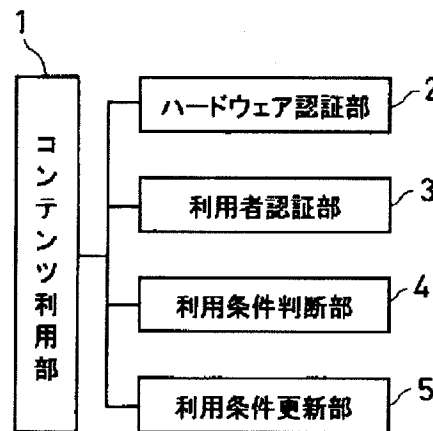 1
コンテンツ利用部
ハードウェア認証部
2
利用者認証部
3
利用条件判断部
4
利用条件更新部
5